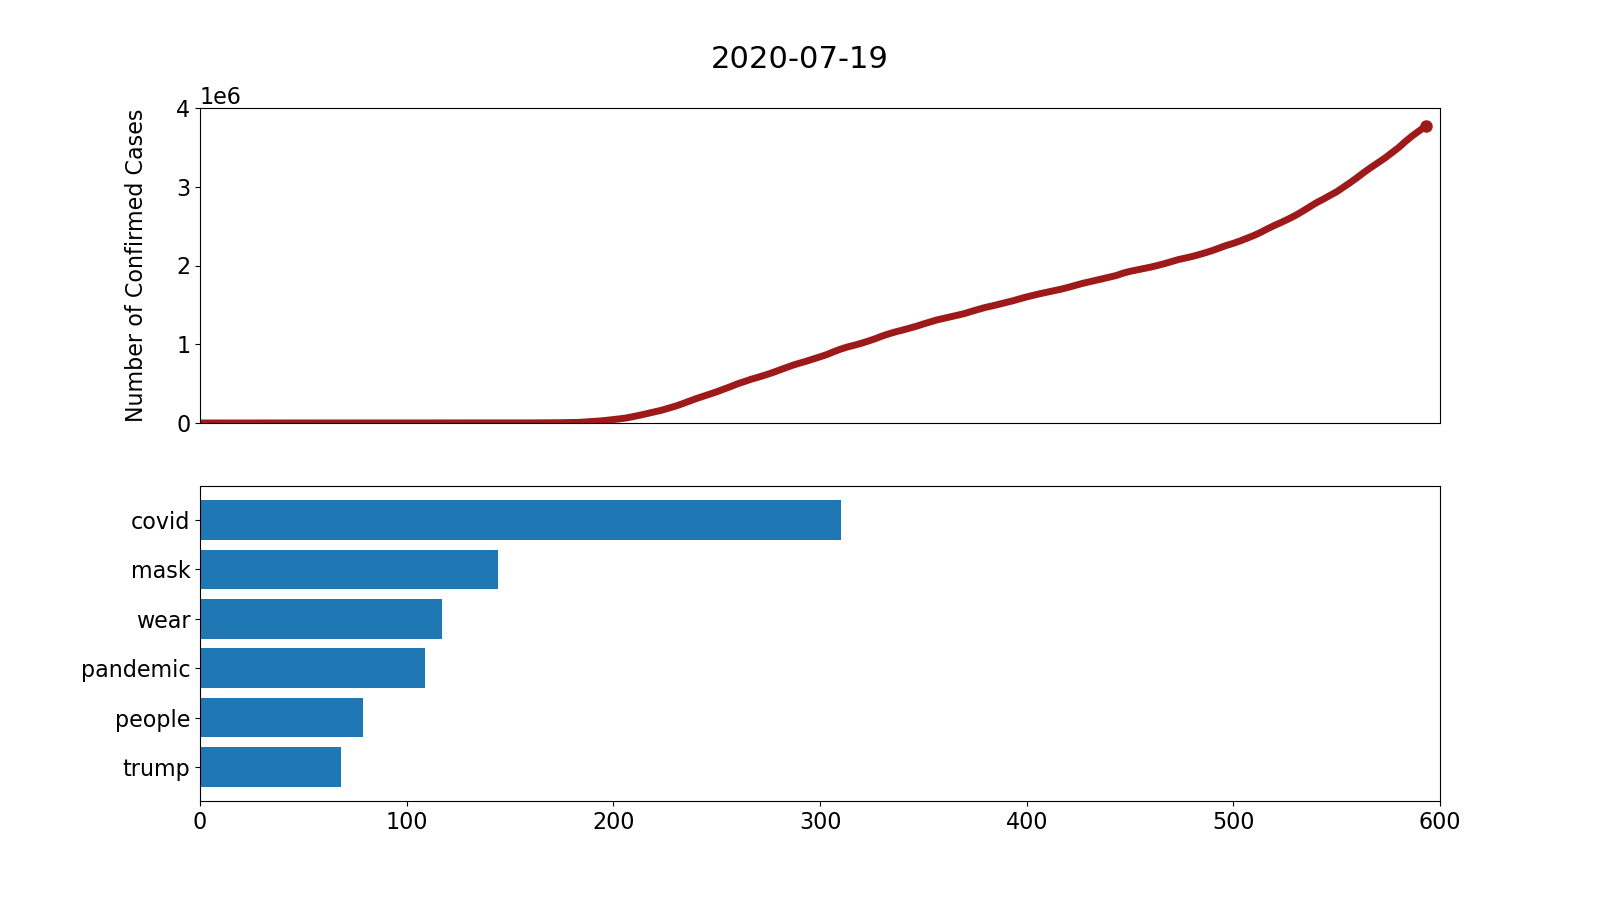 2020-07-19
1e6
Number of Confirmed Cases
4
3
2
1
0
covid
mask
wear
pandemic
people
trump
0 100 200 300 400 500 600